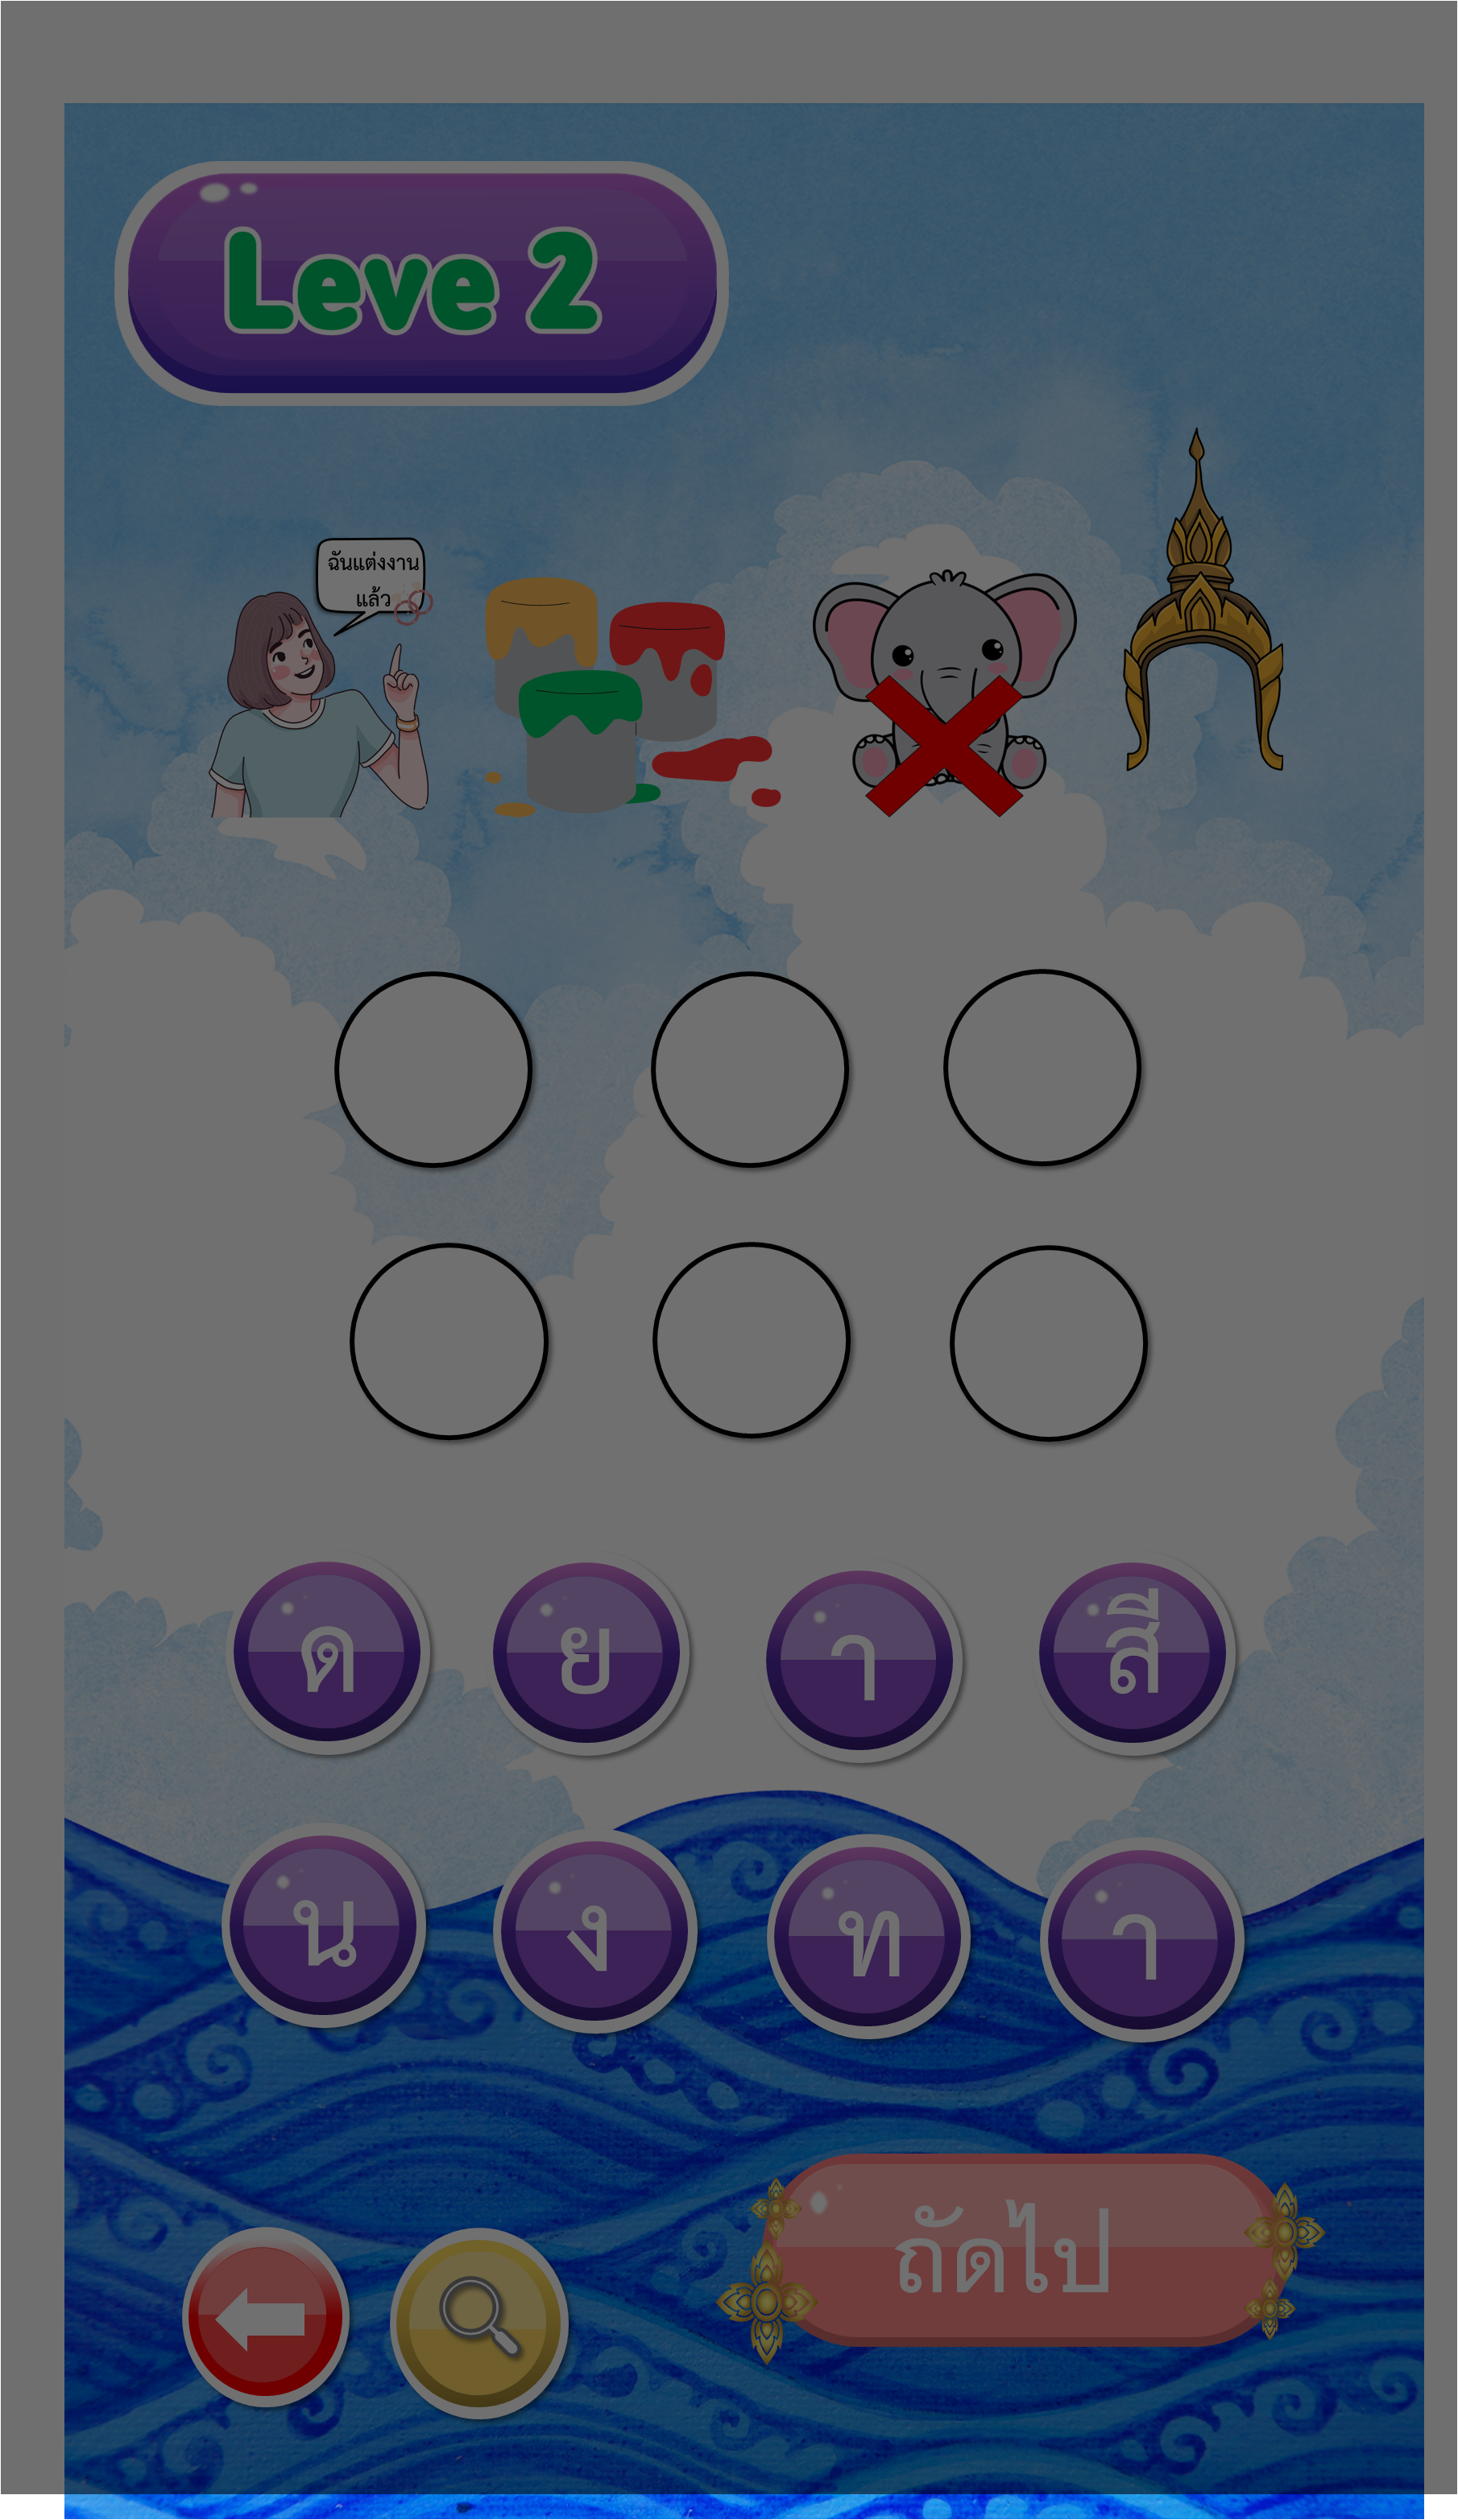 Leve 2
ฉันแต่งงาน
แล้ว
ด ย า สี
น ง ท า
ถัดไป